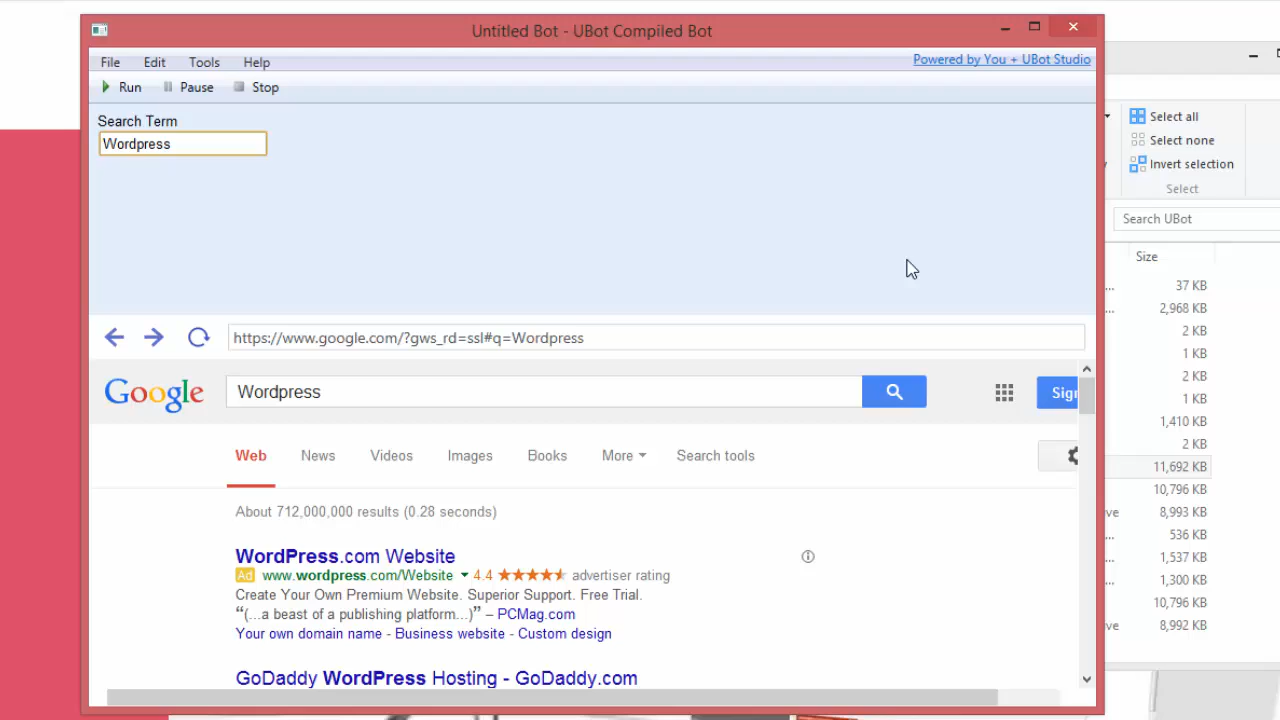 Untitled Bot - UBot Compiled Bot
File Edit Tools Help
Powered by You + UBot Studio
Run Pause Stop
Search Term
Wordpress
https://www.google.com/?gws_rd=ssl#q=Wordpress
Google Wordpress Sign
Web News Videos Images Books More Search tools
About 712,000,000 results (0.28 seconds)
WordPress.com Website
Ad www.wordpress.com/Website 4.4 advertiser rating
Create Your Own Premium Website. Superior Support. Free Trial.
“(...a beast of a publishing platform...)” – PCMag.com
Your own domain name - Business website - Custom design
GoDaddy WordPress Hosting - GoDaddy.com
Select all
Select none
Invert selection
Select
Search UBot
Size
... 37 KB
... 2,968 KB
2 KB
1 KB
2 KB
1 KB
1,410 KB
2 KB
11,692 KB
10,796 KB
ve 8,993 KB
... 536 KB
... 1,537 KB
... 1,300 KB
10,796 KB
ve 8,992 KB